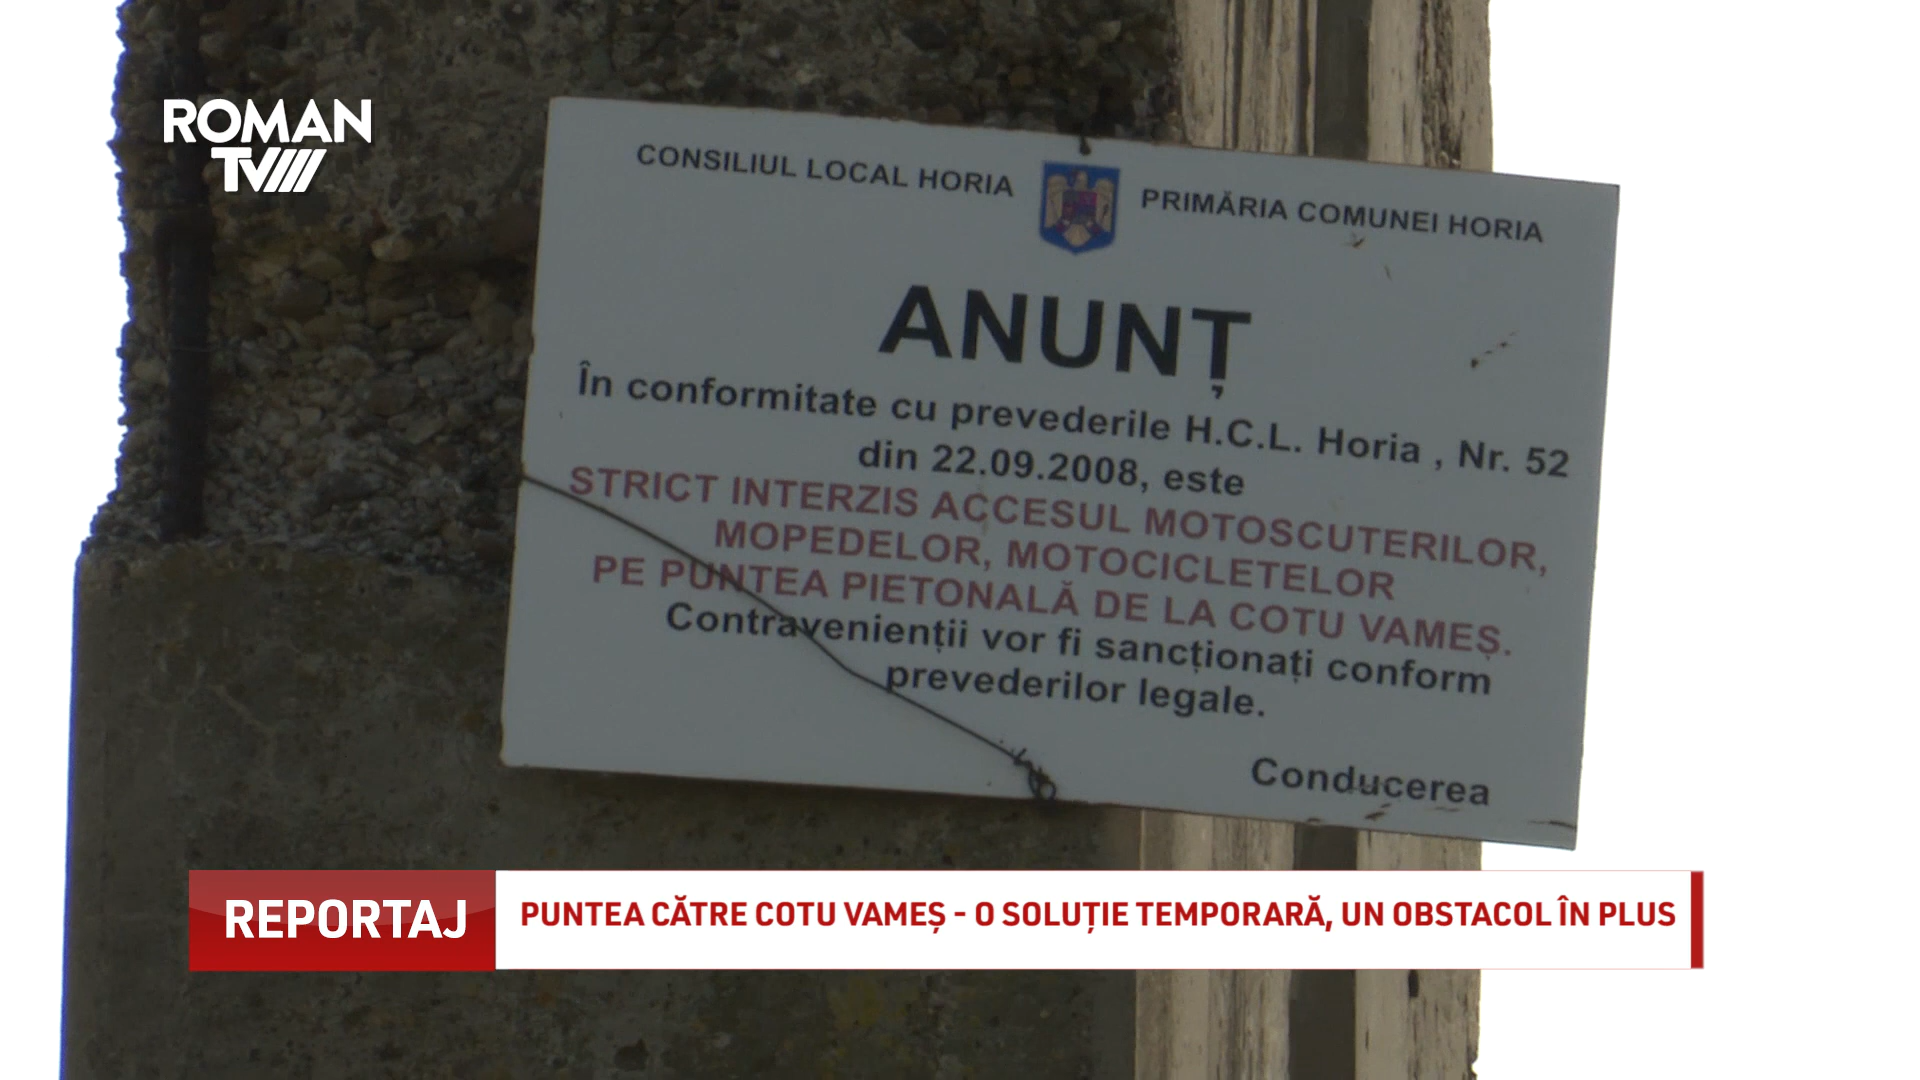 ROMAN
TV
CONSILIUL LOCAL HORIA
PRIMĂRIA COMUNEI HORIA
ANUNȚ
În conformitate cu prevederile H.C.L. Horia , Nr. 52
din 22.09.2008, este
STRICT INTERZIS ACCESUL MOTOSCUTERILOR,
MOPEDELOR, MOTOCICLETELOR
PE PUNTEA PIETONALĂ DE LA COTU VAMEȘ.
Contravenienții vor fi sancționați conform
prevederilor legale.
Conducerea
REPORTAJ
PUNTEA CĂTRE COTU VAMEȘ - O SOLUȚIE TEMPORARĂ, UN OBSTACOL ÎN PLUS